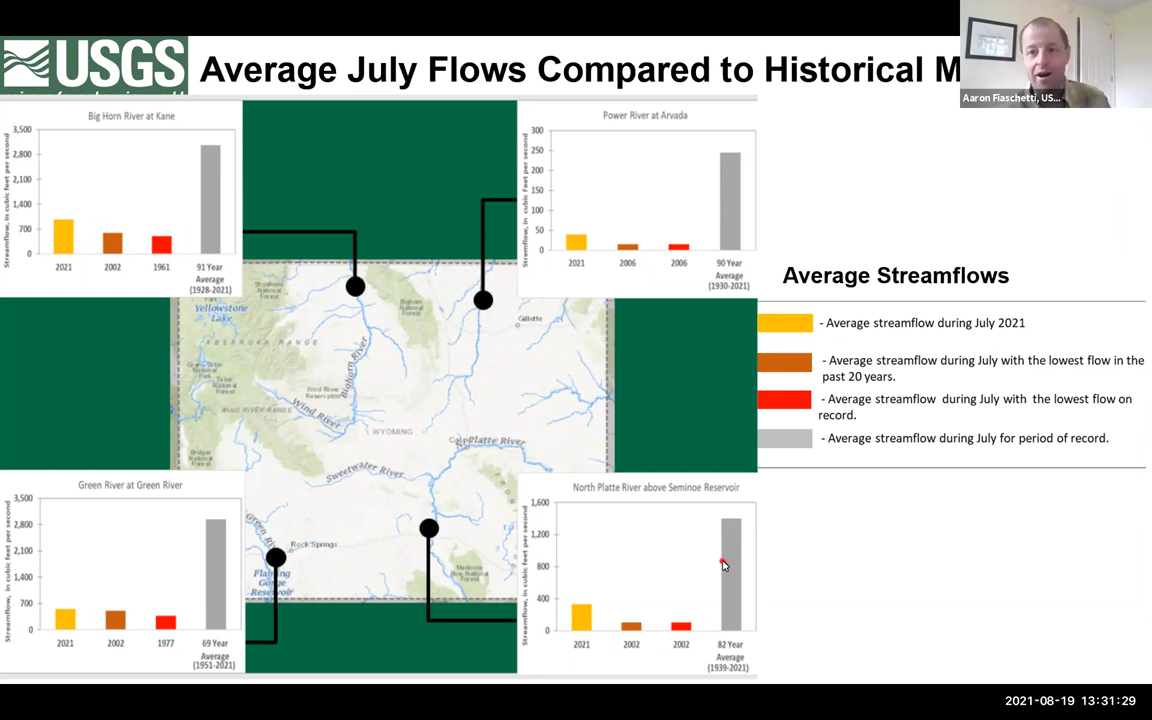 USGS
Average July Flows Compared to Historical M
Aaron Fiaschetti, US...
Big Horn River at Kane
Streamflow, in cubic feet per second
3,500
2,800
2,100
1,400
700
0
2021
2002
1961
91 Year
Average
(1928-2021)
Power River at Arvada
Streamflow, in cubic feet per second
300
250
200
150
100
50
0
2021
2006
2006
90 Year
Average
(1930-2021)
Average Streamflows
- Average streamflow during July 2021
- Average streamflow during July with the lowest flow in the
past 20 years.
- Average streamflow during July with the lowest flow on
record.
- Average streamflow during July for period of record.
Yellowstone
Lake
ABSAROKA RANGE
Bighorn
National
Forest
Gillette
Bighorn River
Wind River
Reservation
Wind River
WIND RIVER RANGE
WYOMING
Platte River
Sweetwater River
Bridger
National
Forest
Green River
Rock Springs
Flaming
Gorge
Reservoir
Medicine
Bow National
Forest
Green River at Green River
Streamflow, in cubic feet per second
3,500
2,800
2,100
1,400
700
0
2021
2002
1977
69 Year
Average
(1951-2021)
North Platte River above Seminoe Reservoir
Streamflow, in cubic feet per second
1,600
1,200
800
400
0
2021
2002
2002
82 Year
Average
(1939-2021)
2021-08-19 13:31:29